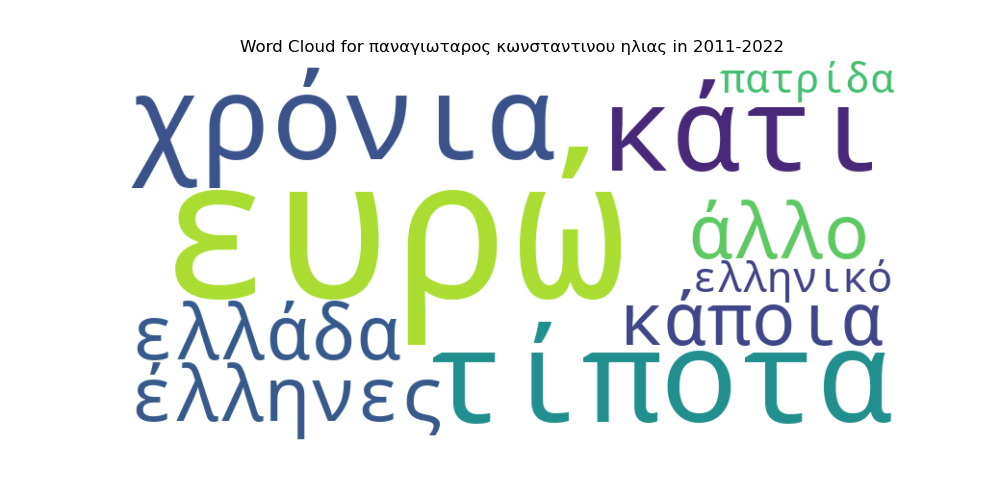 Word Cloud for παναγιωταρος κωνσταντινου ηλιας in 2011-2022
πατρίδα
χρόνια
κάτι
ευρώ
άλλο
ελληνικό
κάποια
ελλάδα
τίποτα
έλληνες